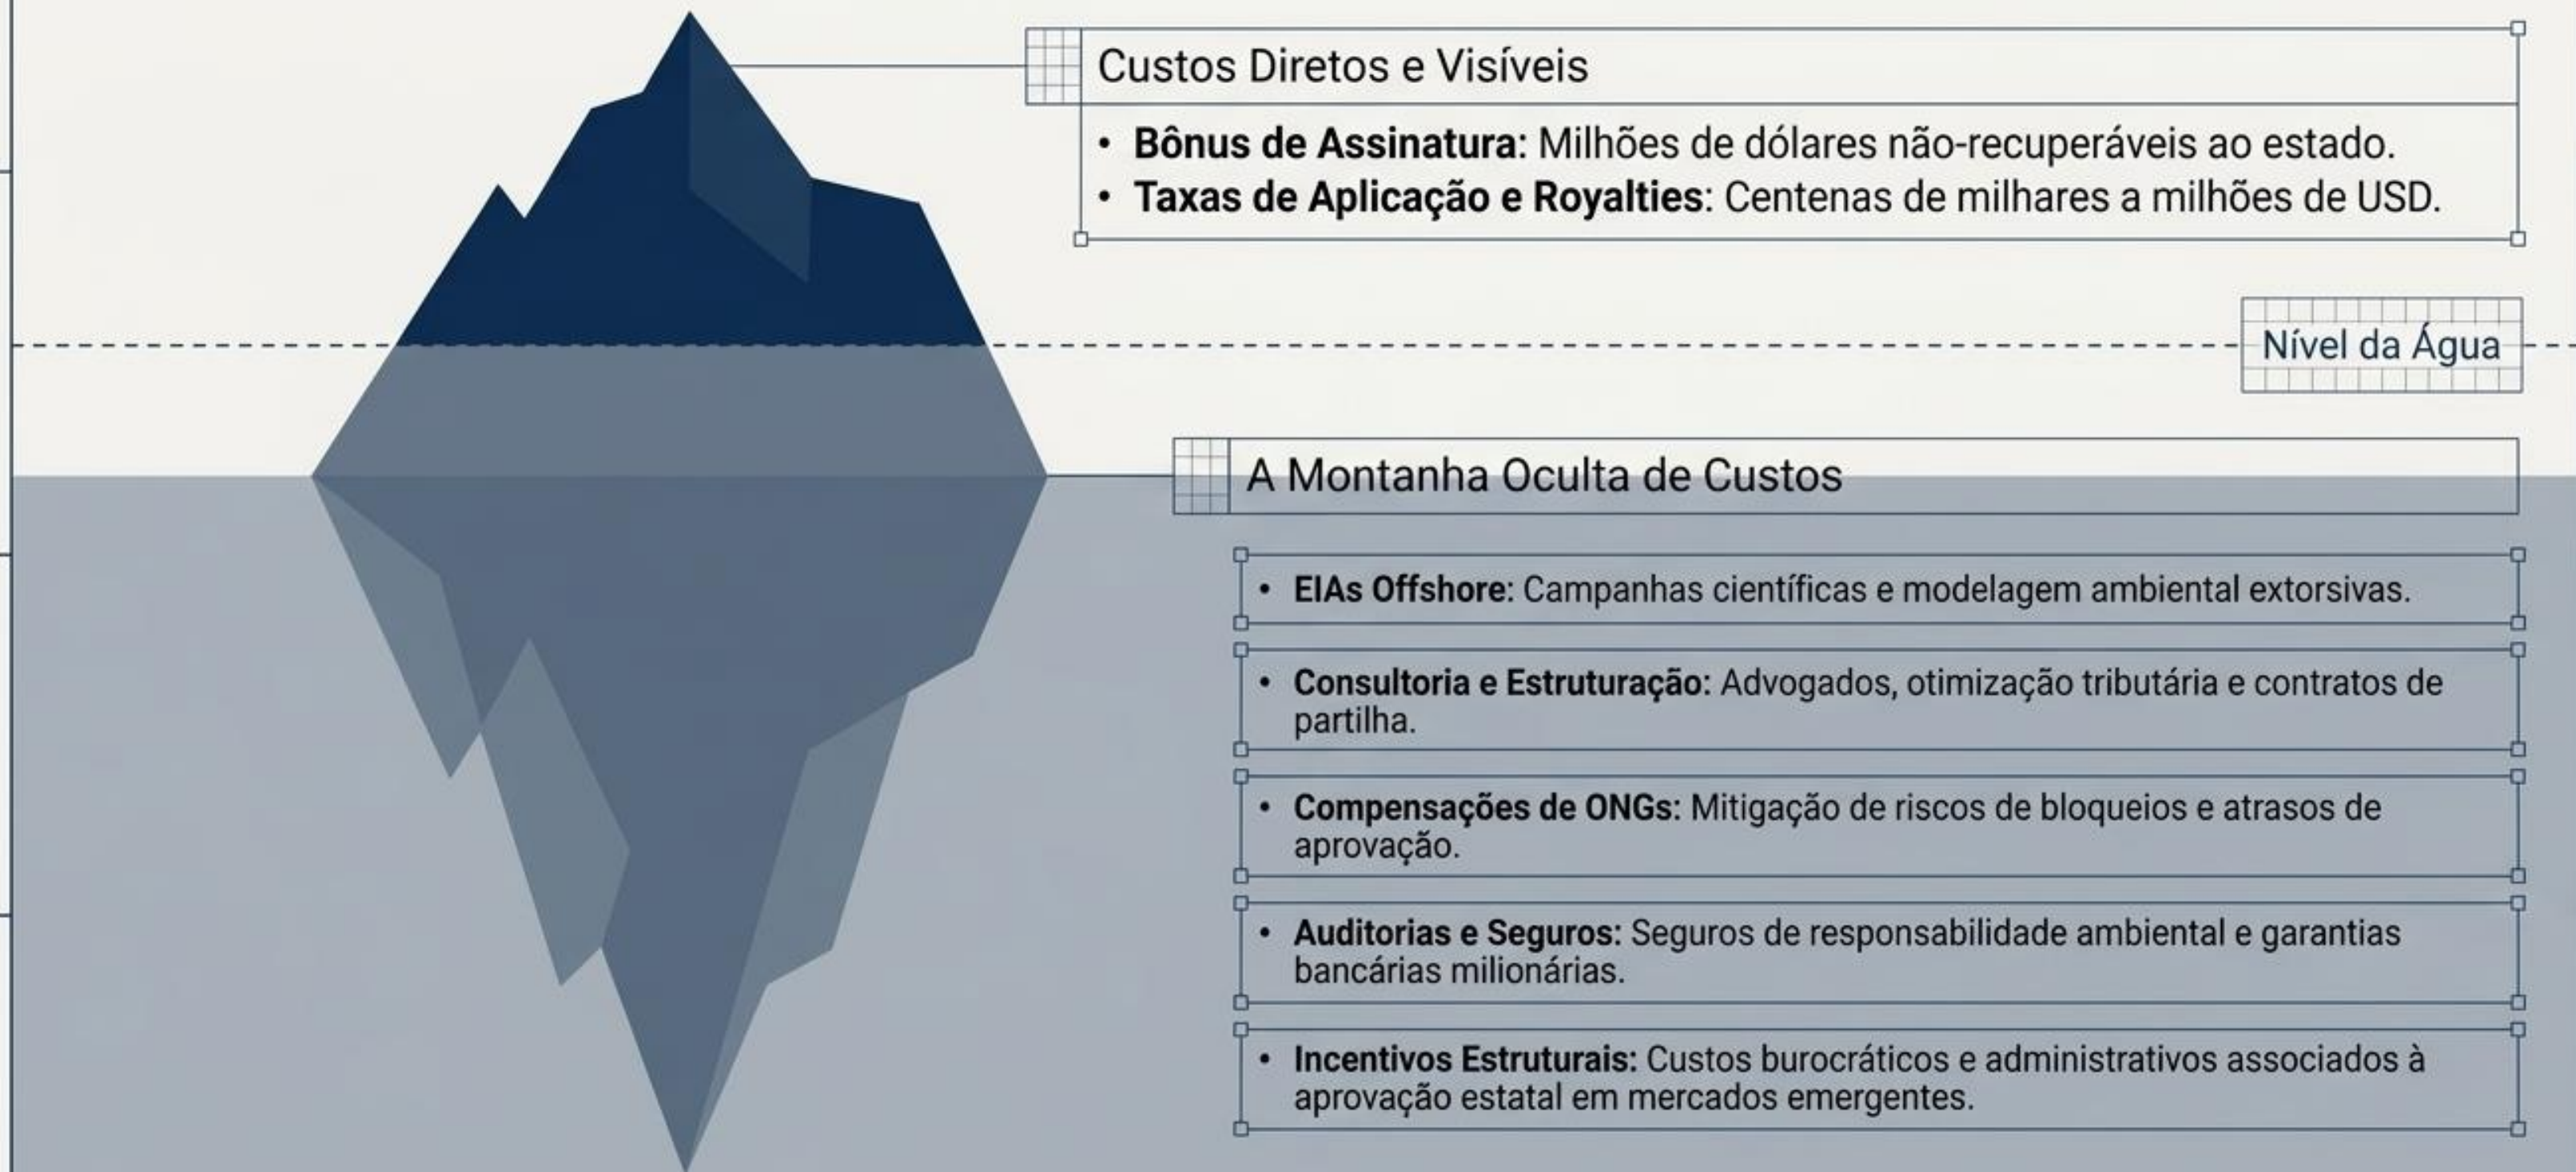 Custos Diretos e Visíveis
• Bônus de Assinatura: Milhões de dólares não-recuperáveis ao estado.
• Taxas de Aplicação e Royalties: Centenas de milhares a milhões de USD.
Nível da Água
A Montanha Oculta de Custos
• EIAs Offshore: Campanhas científicas e modelagem ambiental extorsivas.
• Consultoria e Estruturação: Advogados, otimização tributária e contratos de
partilha.
• Compensações de ONGs: Mitigação de riscos de bloqueios e atrasos de
aprovação.
• Auditorias e Seguros: Seguros de responsabilidade ambiental e garantias
bancárias milionárias.
• Incentivos Estruturais: Custos burocráticos e administrativos associados à
aprovação estatal em mercados emergentes.